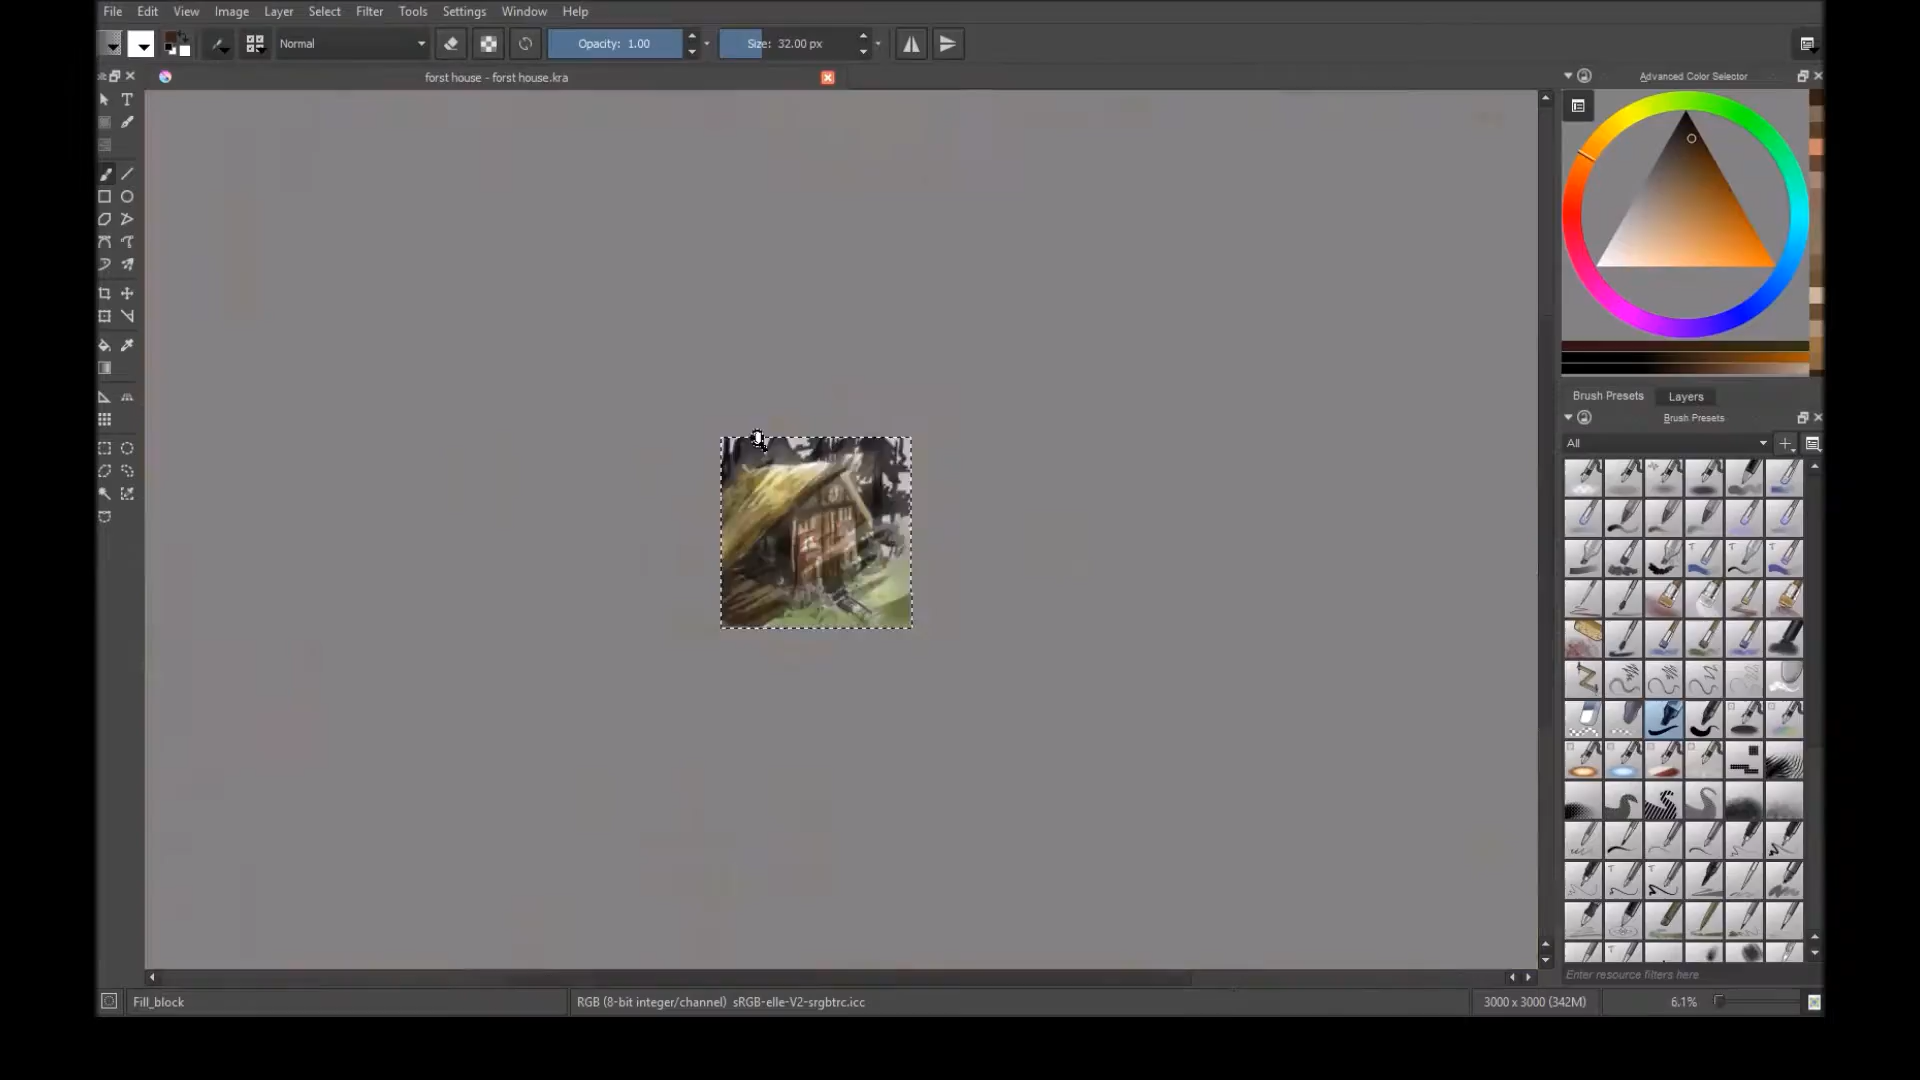 File Edit View Image Layer Select Filter Tools Settings Window Help
Normal Opacity: 1.00 Size: 32.00 px
forst house - forst house.kra
Advanced Color Selector
Brush Presets Layers
Brush Presets
All
Enter resource filters here
Fill_block RGB (8-bit integer/channel) sRGB-elle-V2-srgbtrc.icc 3000 x 3000 (342M) 6.1%